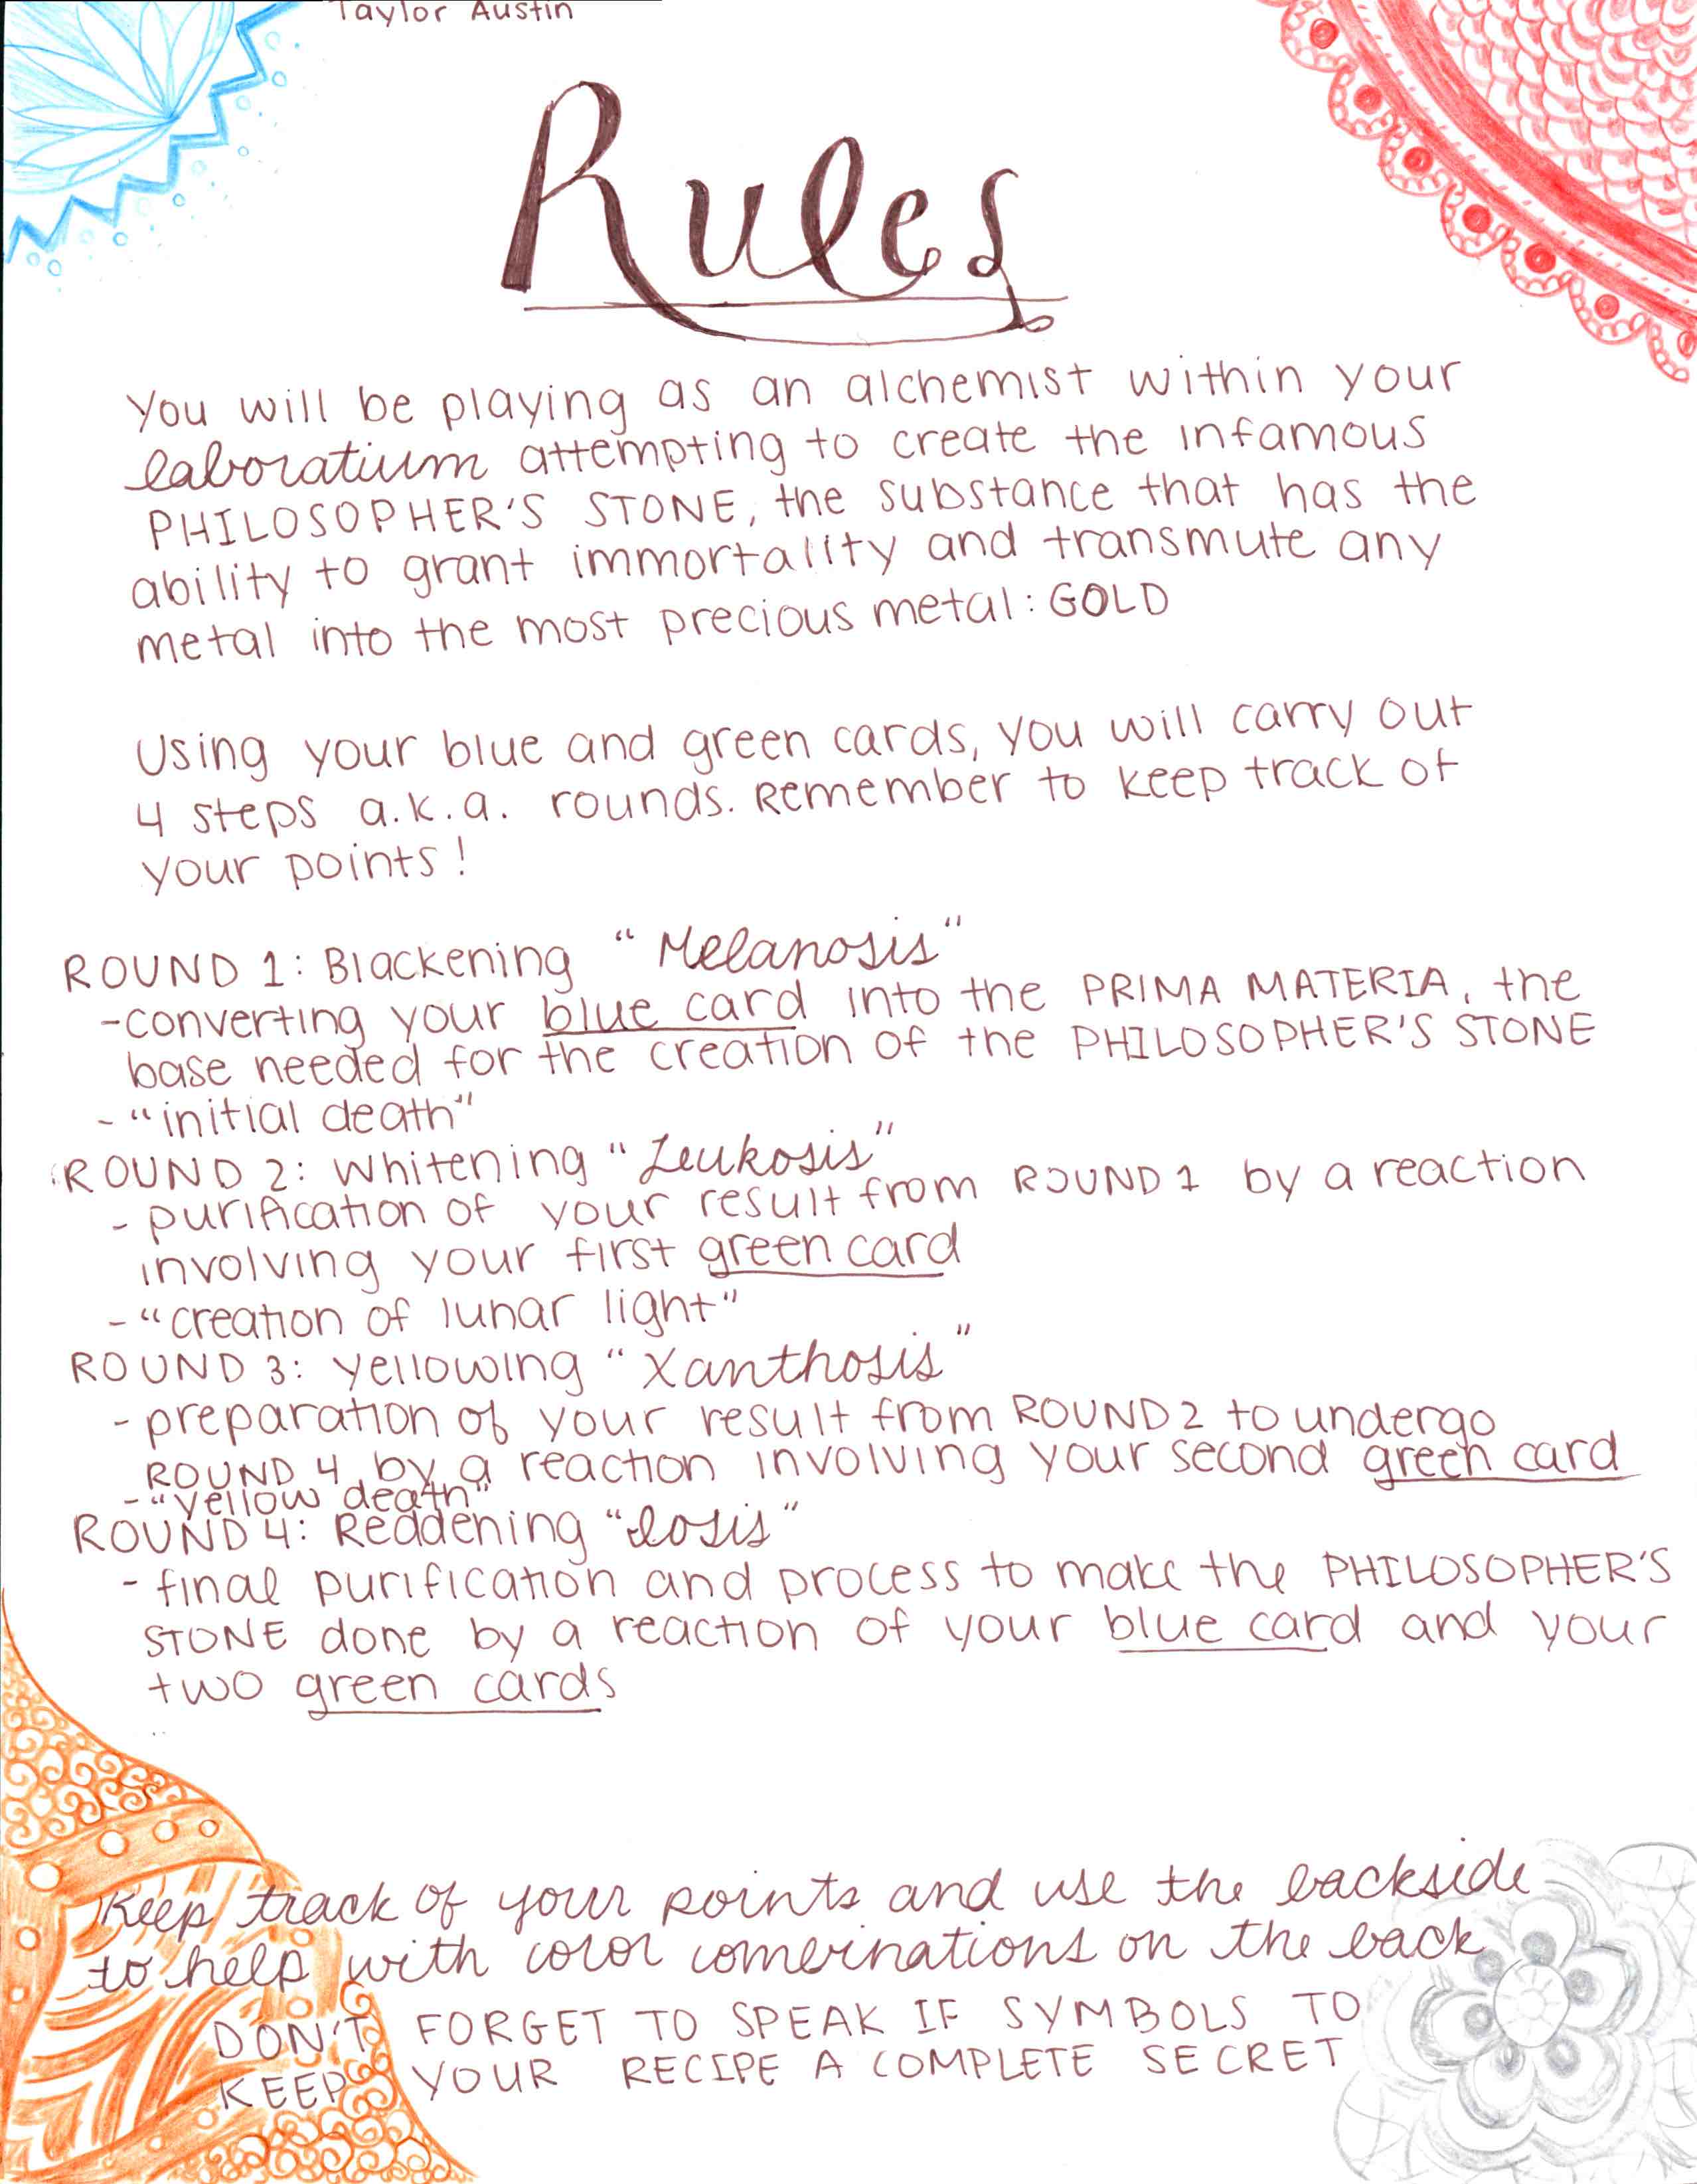 Taylor Austin
Rules
You will be playing as an alchemist within your
laboratium attempting to create the infamous
PHILOSOPHER'S STONE, the substance that has the
ability to grant immortality and transmute any
metal into the most precious metal: GOLD
Using your blue and green cards, you will carry out
4 steps a.k.a. rounds. Remember to keep track of
your points!
ROUND 1: Blackening "Melanosis"
-converting your blue card into the PRIMA MATERIA, the
base needed for the creation of the PHILOSOPHER'S STONE
- "initial death"
ROUND 2: Whitening "Leukosis"
- purification of your result from ROUND 1 by a reaction
involving your first green card
- "creation of lunar light"
ROUND 3: Yellowing "Xanthosis"
- preparation of your result from ROUND 2 to undergo
ROUND 4 by a reaction involving your second green card
- "yellow death"
ROUND 4: Reddening "Iosis"
- final purification and process to make the PHILOSOPHER'S
STONE done by a reaction of your blue card and your
two green cards
Keep track of your points and use the backside
to help with color combinations on the back
DON'T FORGET TO SPEAK IF SYMBOLS TO
KEEP YOUR RECIPE A COMPLETE SECRET